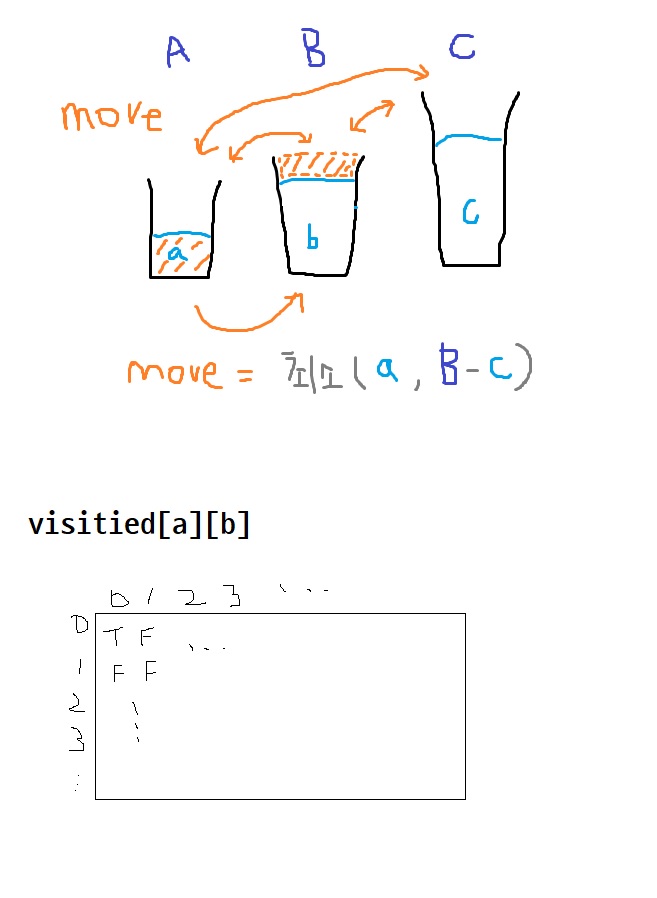 A B C
move
a b c
move = 최소(a, B-c)
visitied[a][b]
0 1 2 3 ...
0 T F ...
1 F F
2
3